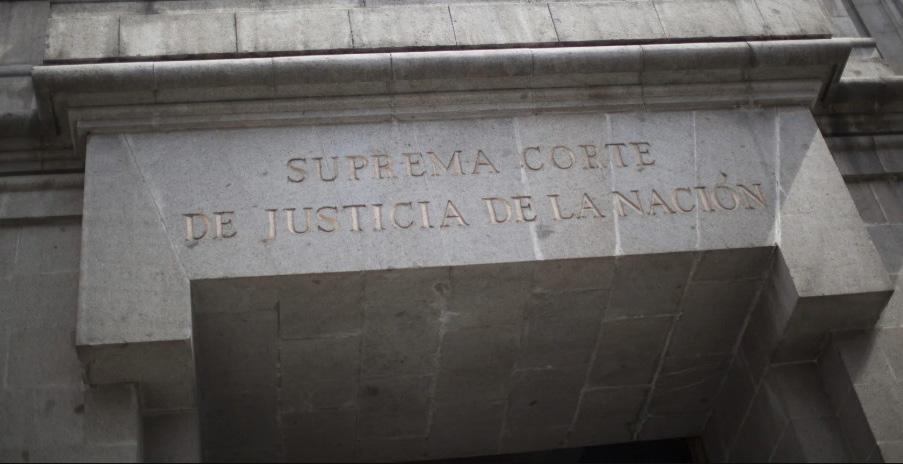 SUPREMA CORTE
DE JUSTICIA DE LA NACIÓN